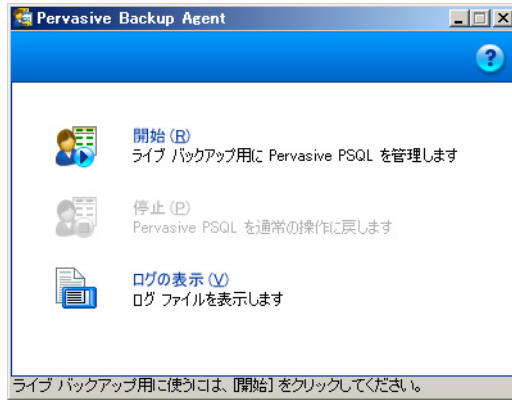 Pervasive Backup Agent
開始(R)
ライブ バックアップ用に Pervasive PSQL を管理します
停止(P)
Pervasive PSQL を通常の操作に戻します
ログの表示(V)
ログ ファイルを表示します
ライブ バックアップ用に使うには、[開始] をクリックしてください。